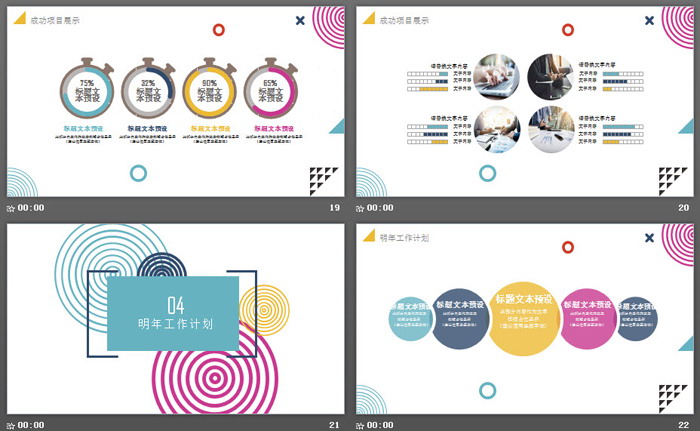 成功项目展示
75%
标题文
本预设
32%
标题文
本预设
90%
标题文
本预设
65%
标题文
本预设
标题文本预设
标题文本预设
标题文本预设
标题文本预设
00:00
19
成功项目展示
请替换文字内容
文字内容
文字内容
文字内容
请替换文字内容
文字内容
文字内容
文字内容
请替换文字内容
文字内容
文字内容
文字内容
请替换文字内容
文字内容
文字内容
文字内容
00:00
20
04
明年工作计划
00:00
21
明年工作计划
标题文本预设
标题文本预设
标题文本预设
标题文本预设
标题文本预设
00:00
22